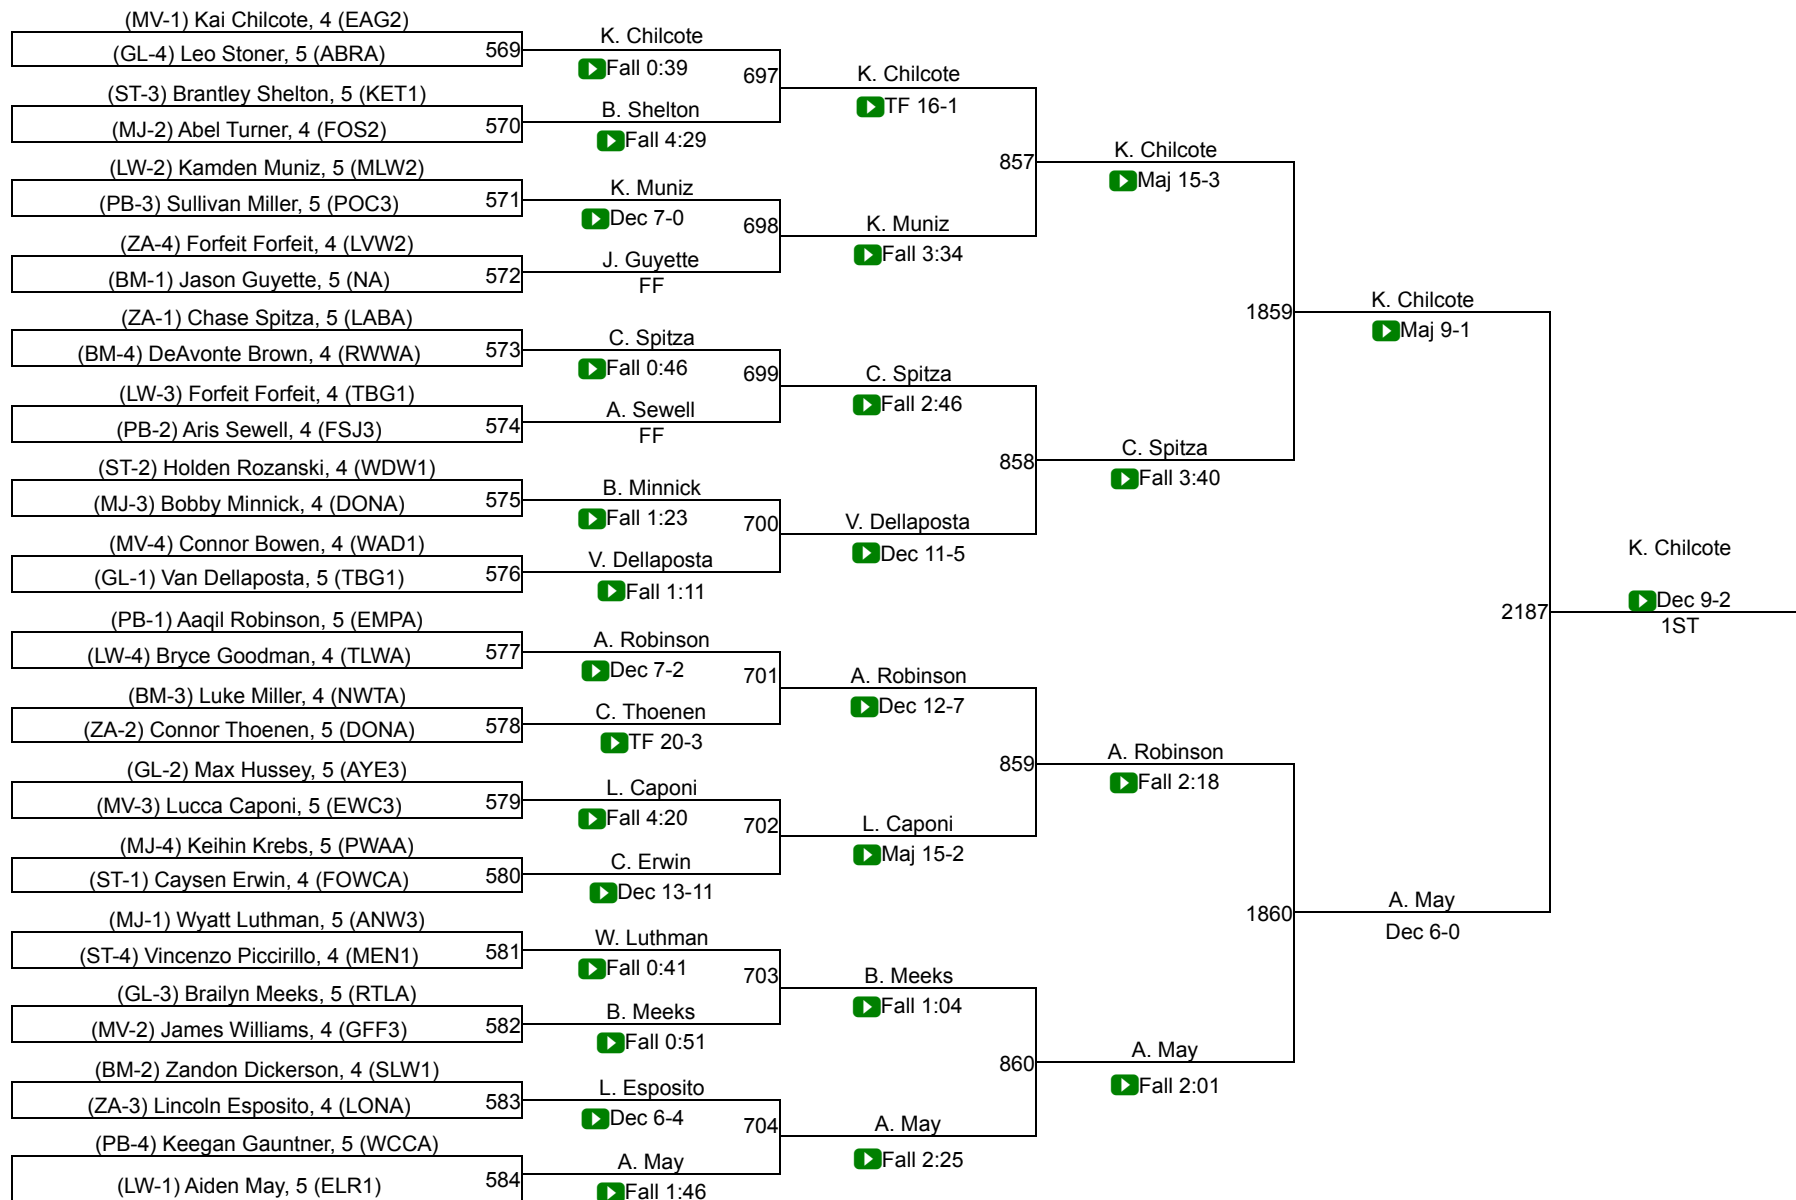 (MV-1) Kai Chilcote, 4 (EAG2)
(GL-4) Leo Stoner, 5 (ABRA)
569
(ST-3) Brantley Shelton, 5 (KET1)
(MJ-2) Abel Turner, 4 (FOS2)
570
(LW-2) Kamden Muniz, 5 (MLW2)
(PB-3) Sullivan Miller, 5 (POC3)
571
(ZA-4) Forfeit Forfeit, 4 (LVW2)
(BM-1) Jason Guyette, 5 (NA)
572
(ZA-1) Chase Spitza, 5 (LABA)
(BM-4) DeAvonte Brown, 4 (RWWA)
573
(LW-3) Forfeit Forfeit, 4 (TBG1)
(PB-2) Aris Sewell, 4 (FSJ3)
574
(ST-2) Holden Rozanski, 4 (WDW1)
(MJ-3) Bobby Minnick, 4 (DONA)
575
(MV-4) Connor Bowen, 4 (WAD1)
(GL-1) Van Dellaposta, 5 (TBG1)
576
(PB-1) Aaqil Robinson, 5 (EMPA)
(LW-4) Bryce Goodman, 4 (TLWA)
577
(BM-3) Luke Miller, 4 (NWTA)
(ZA-2) Connor Thoenen, 5 (DONA)
578
(GL-2) Max Hussey, 5 (AYE3)
(MV-3) Lucca Caponi, 5 (EWC3)
579
(MJ-4) Keihin Krebs, 5 (PWAA)
(ST-1) Caysen Erwin, 4 (FOWCA)
580
(MJ-1) Wyatt Luthman, 5 (ANW3)
(ST-4) Vincenzo Piccirillo, 4 (MEN1)
581
(GL-3) Brailyn Meeks, 5 (RTLA)
(MV-2) James Williams, 4 (GFF3)
582
(BM-2) Zandon Dickerson, 4 (SLW1)
(ZA-3) Lincoln Esposito, 4 (LONA)
583
(PB-4) Keegan Gauntner, 5 (WCCA)
(LW-1) Aiden May, 5 (ELR1)
584
K. Chilcote
Fall 0:39
697
B. Shelton
Fall 4:29
K. Muniz
Dec 7-0
698
J. Guyette
FF
C. Spitza
Fall 0:46
699
A. Sewell
FF
B. Minnick
Fall 1:23
700
V. Dellaposta
Fall 1:11
A. Robinson
Dec 7-2
701
C. Thoenen
TF 20-3
L. Caponi
Fall 4:20
702
C. Erwin
Dec 13-11
W. Luthman
Fall 0:41
703
B. Meeks
Fall 0:51
L. Esposito
Dec 6-4
704
A. May
Fall 1:46
K. Chilcote
TF 16-1
857
K. Muniz
Fall 3:34
C. Spitza
Fall 2:46
858
V. Dellaposta
Dec 11-5
A. Robinson
Dec 12-7
859
L. Caponi
Maj 15-2
B. Meeks
Fall 1:04
860
A. May
Fall 2:25
K. Chilcote
Maj 15-3
1859
C. Spitza
Fall 3:40
A. Robinson
Fall 2:18
1860
A. May
Fall 2:01
K. Chilcote
Maj 9-1
2187
A. May
Dec 6-0
K. Chilcote
Dec 9-2
1ST